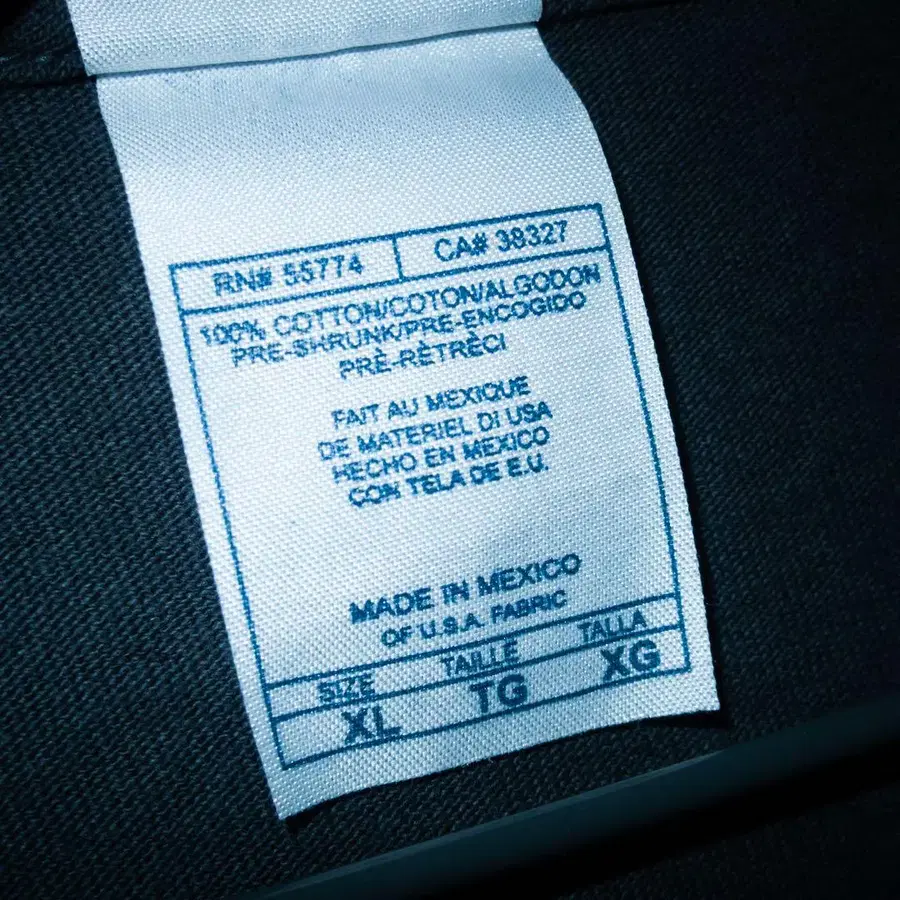 RN# 55774 CA# 38327
100% COTTON/COTON/ALGODON
PRE-SHRUNK/PRE-ENCOGIDO
PRÈ-RÈTRÈCI
FAIT AU MEXIQUE
DE MATERIEL DI USA
HECHO EN MEXICO
CON TELA DE E.U.
MADE IN MEXICO
OF U.S.A. FABRIC
SIZE TAILLE TALLA
XL TG XG